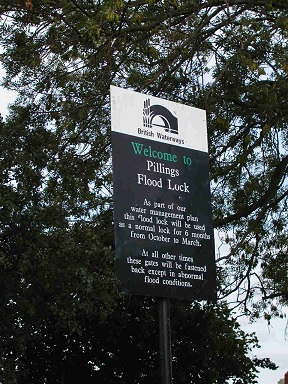 British Waterways
Welcome to
Pillings
Flood Lock
As part of our
water management plan
this flood lock will be used
as a normal lock for 6 months
from October to March.
At all other times
these gates will be fastened
back except in abnormal
flood conditions.